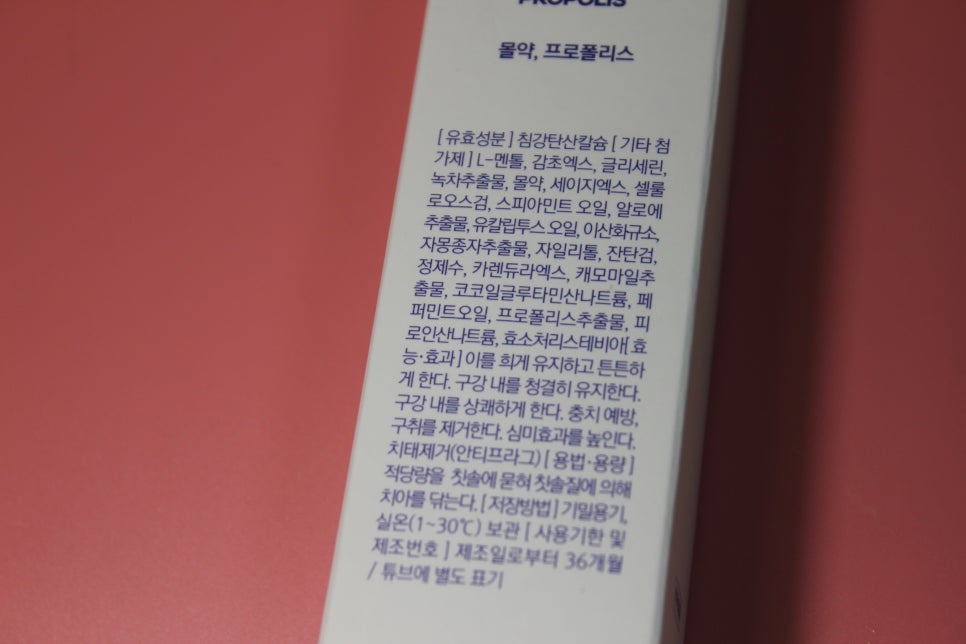 PROPOLIS
몰약, 프로폴리스
[ 유효성분 ] 침강탄산칼슘 [ 기타 첨
가제 ] L-멘톨, 감초엑스, 글리세린,
녹차추출물, 몰약, 세이지엑스, 셀룰
로오스검, 스피아민트 오일, 알로에
추출물, 유칼립투스 오일, 이산화규소,
자몽종자추출물, 자일리톨, 잔탄검,
정제수, 카렌듀라엑스, 캐모마일추
출물, 코코일글루타민산나트륨, 페
퍼민트오일, 프로폴리스추출물, 피
로인산나트륨, 효소처리스테비아[ 효
능·효과 ] 이를 희게 유지하고 튼튼하
게 한다. 구강 내를 청결히 유지한다.
구강 내를 상쾌하게 한다. 충치 예방,
구취를 제거한다. 심미효과를 높인다.
치태제거(안티프라그) [ 용법·용량 ]
적당량을 칫솔에 묻혀 칫솔질에 의해
치아를 닦는다. [ 저장방법 ] 기밀용기,
실온(1~30℃) 보관 [ 사용기한 및
제조번호 ] 제조일로부터 36개월
/ 튜브에 별도 표기